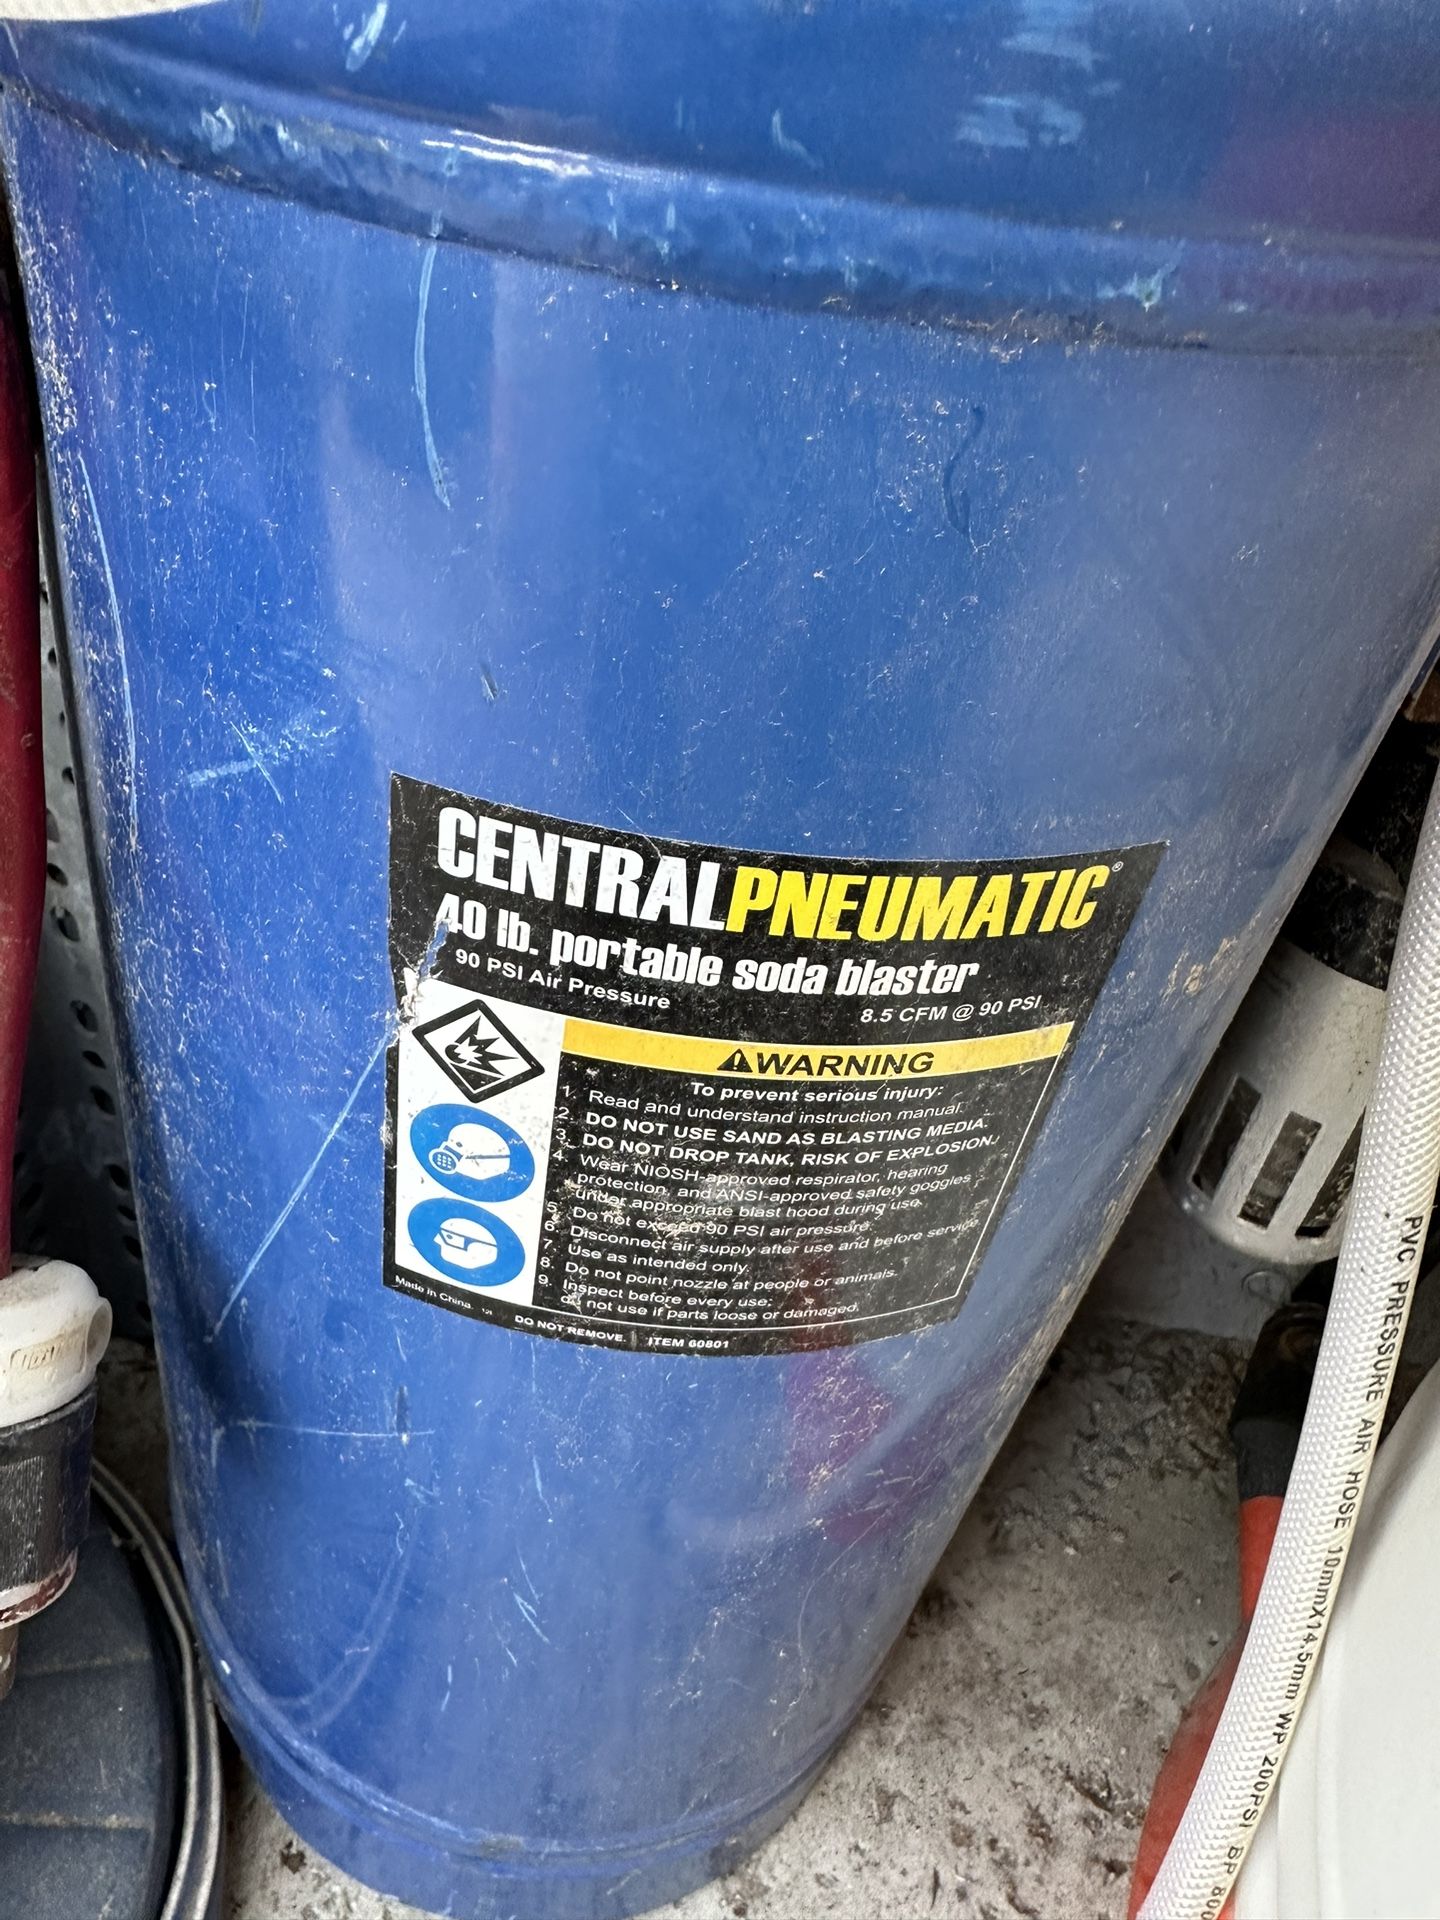 CENTRALPNEUMATIC®
40 lb. portable soda blaster
90 PSI Air Pressure
8.5 CFM @ 90 PSI
⚠WARNING
To prevent serious injury:
1. Read and understand instruction manual.
2. DO NOT USE SAND AS BLASTING MEDIA.
3. DO NOT DROP TANK, RISK OF EXPLOSION.
4. Wear NIOSH-approved respirator, hearing
protection, and ANSI-approved safety goggles
under appropriate blast hood during use.
5. Do not exceed 90 PSI air pressure.
6. Disconnect air supply after use and before service.
7. Use as intended only.
8. Do not point nozzle at people or animals.
9. Inspect before every use;
do not use if parts loose or damaged.
Made in China. 12l
DO NOT REMOVE. | ITEM 60801
PVC PRESSURE AIR HOSE 10mmX14.5mm WP 200PSI BP 800